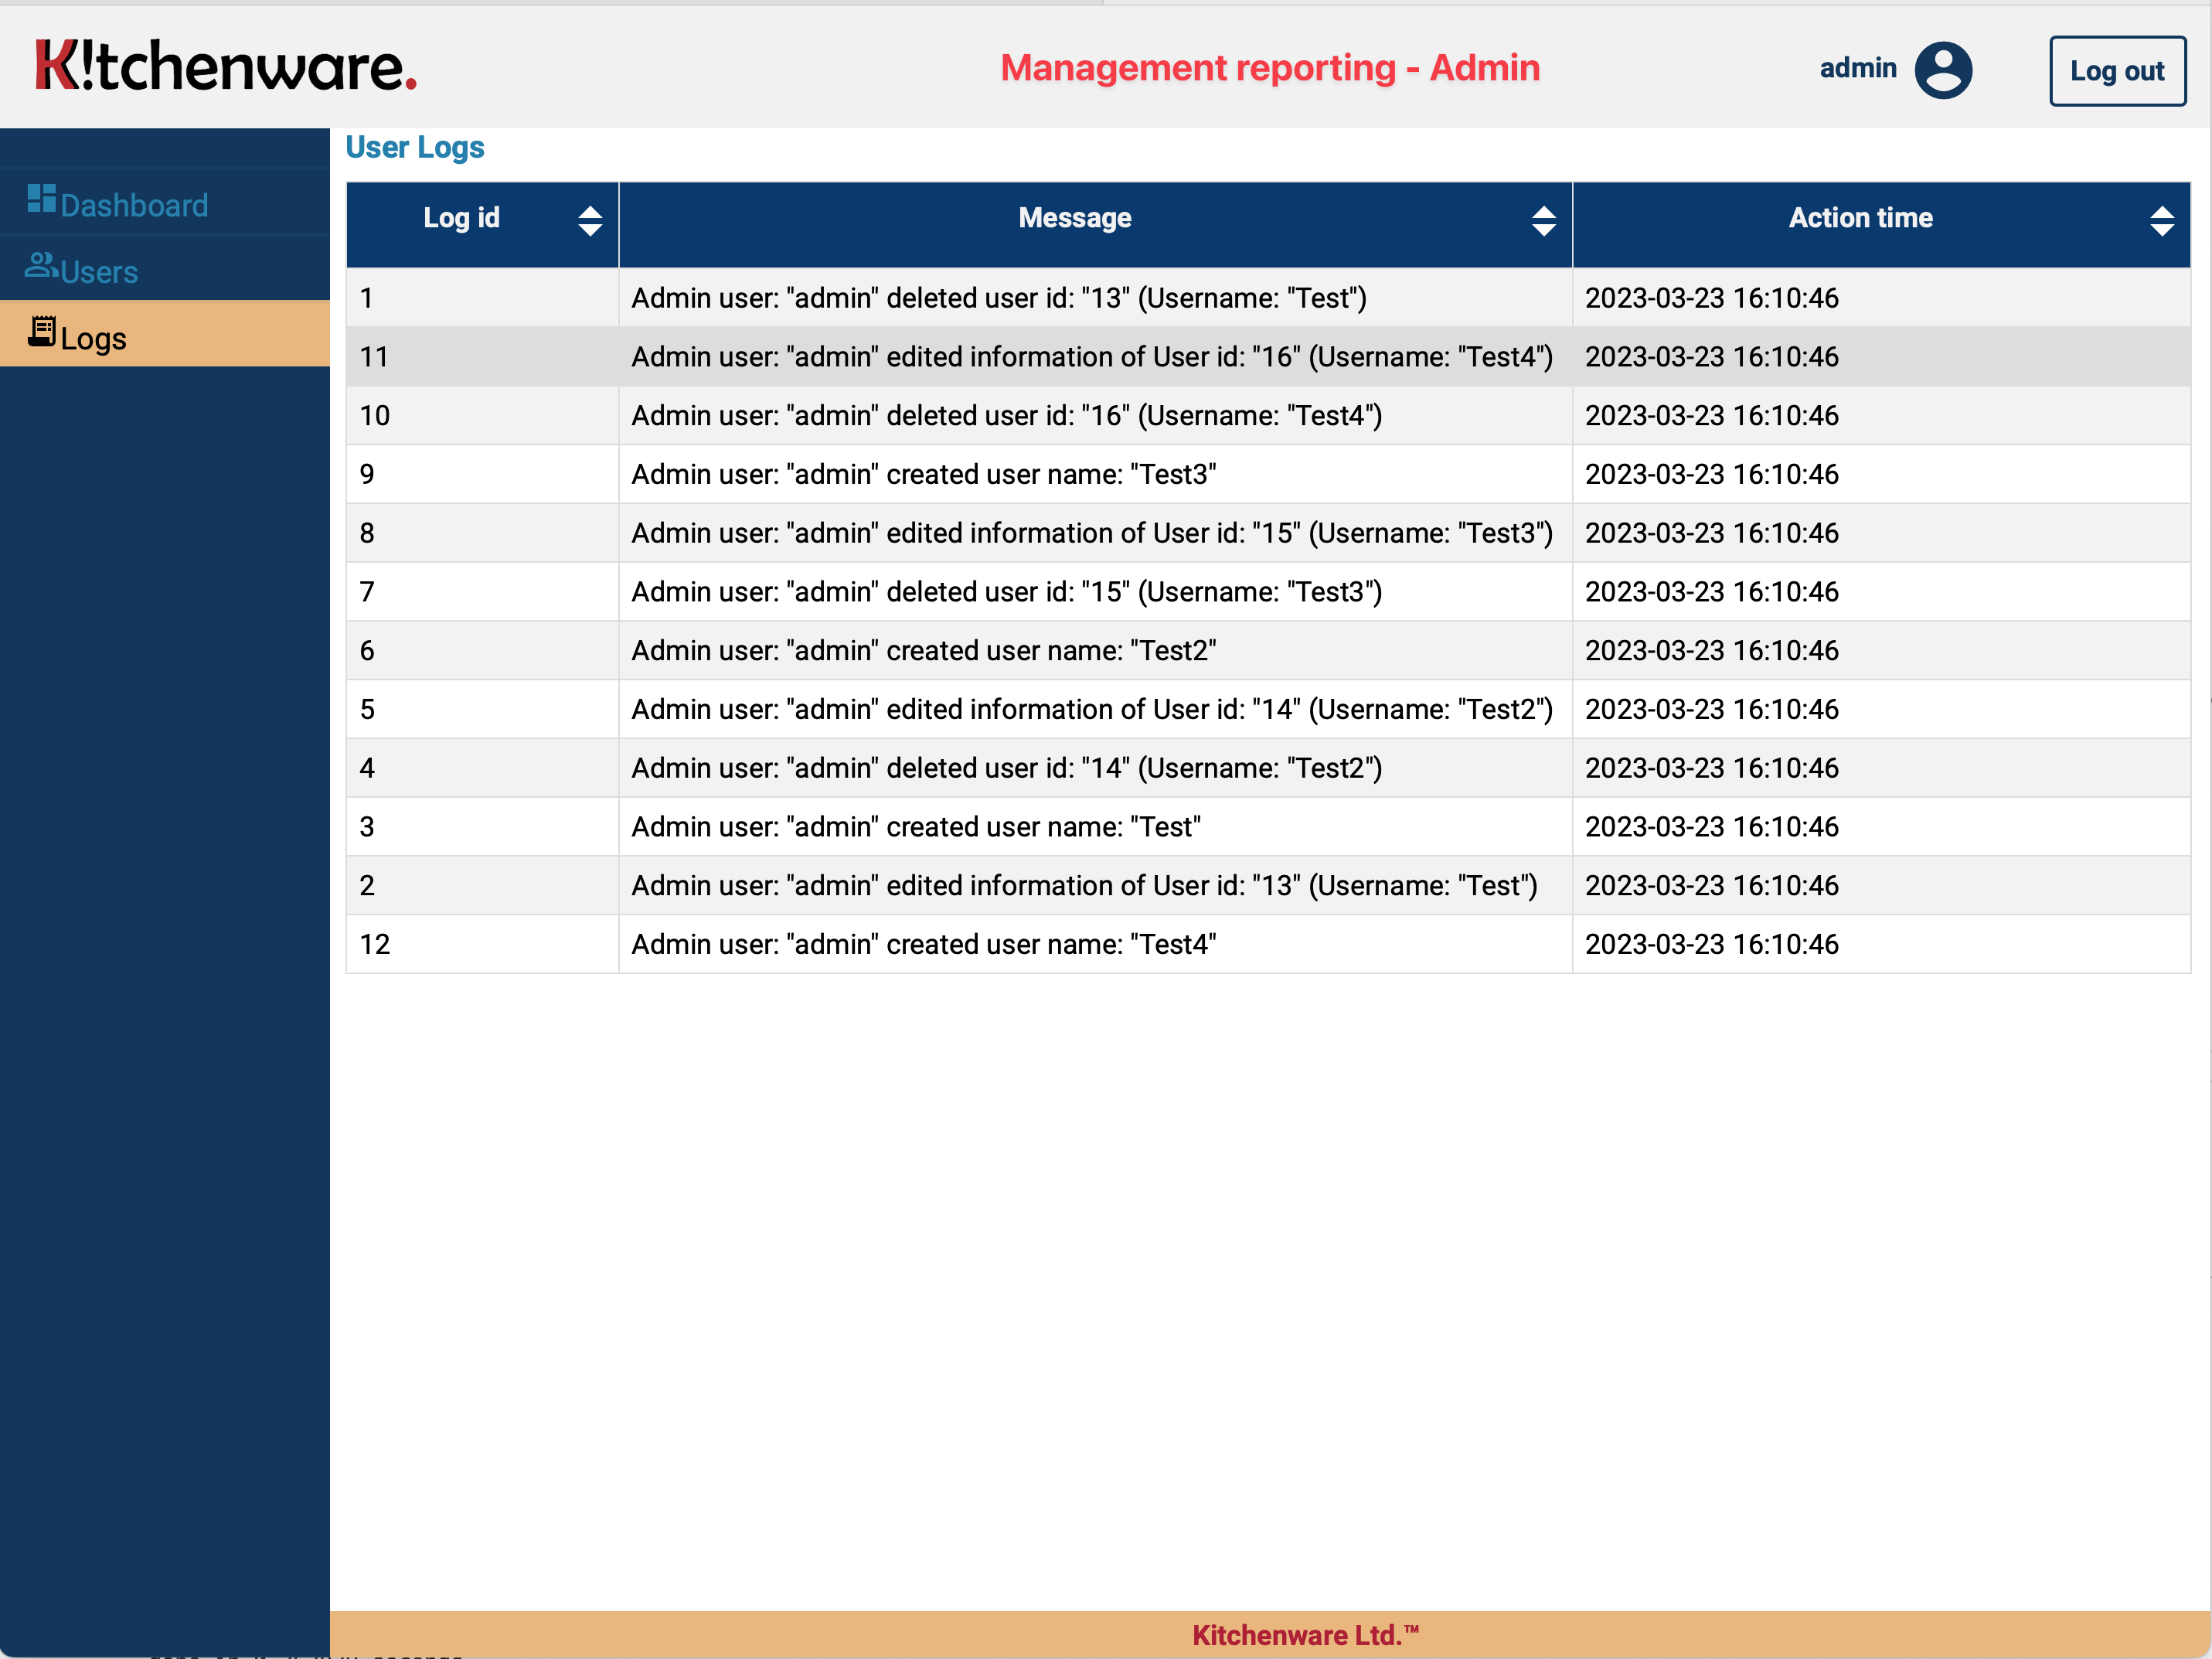 K!tchenware.
Management reporting - Admin
admin
Log out
Dashboard
Users
Logs
User Logs
Log id Message Action time
1 Admin user: "admin" deleted user id: "13" (Username: "Test") 2023-03-23 16:10:46
11 Admin user: "admin" edited information of User id: "16" (Username: "Test4") 2023-03-23 16:10:46
10 Admin user: "admin" deleted user id: "16" (Username: "Test4") 2023-03-23 16:10:46
9 Admin user: "admin" created user name: "Test3" 2023-03-23 16:10:46
8 Admin user: "admin" edited information of User id: "15" (Username: "Test3") 2023-03-23 16:10:46
7 Admin user: "admin" deleted user id: "15" (Username: "Test3") 2023-03-23 16:10:46
6 Admin user: "admin" created user name: "Test2" 2023-03-23 16:10:46
5 Admin user: "admin" edited information of User id: "14" (Username: "Test2") 2023-03-23 16:10:46
4 Admin user: "admin" deleted user id: "14" (Username: "Test2") 2023-03-23 16:10:46
3 Admin user: "admin" created user name: "Test" 2023-03-23 16:10:46
2 Admin user: "admin" edited information of User id: "13" (Username: "Test") 2023-03-23 16:10:46
12 Admin user: "admin" created user name: "Test4" 2023-03-23 16:10:46
Kitchenware Ltd.™